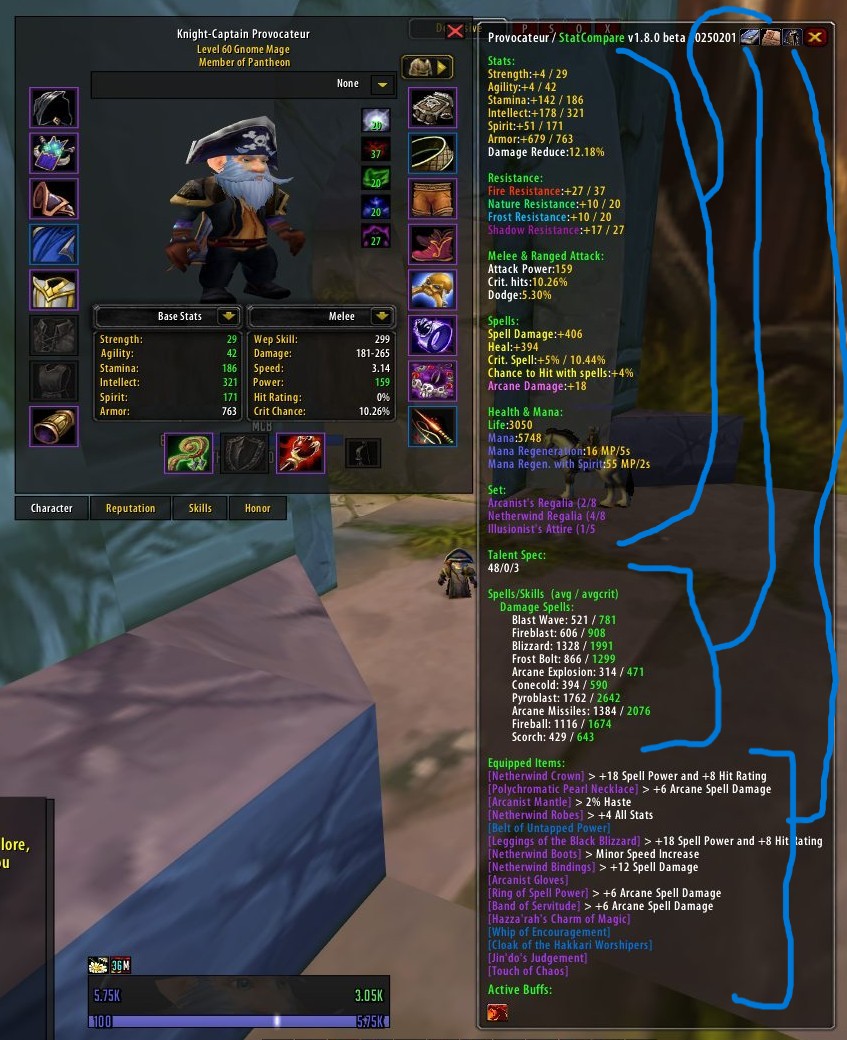 Knight-Captain Provocateur
Level 60 Gnome Mage
Member of Pantheon
None
20
37
20
20
27
Base Stats
Strength: 29
Agility: 42
Stamina: 186
Intellect: 321
Spirit: 171
Armor: 763
Melee
Wep Skill: 299
Damage: 181-265
Speed: 3.14
Power: 159
Hit Rating: 0%
Crit Chance: 10.26%
Character
Reputation
Skills
Honor
lore,
ou
36M
5.75K
3.05K
100
5.75K
P S O X
Provocateur / StatCompare v1.8.0 beta 20250201
Stats:
Strength:+4 / 29
Agility:+4 / 42
Stamina:+142 / 186
Intellect:+178 / 321
Spirit:+51 / 171
Armor:+679 / 763
Damage Reduce:12.18%
Resistance:
Fire Resistance:+27 / 37
Nature Resistance:+10 / 20
Frost Resistance:+10 / 20
Shadow Resistance:+17 / 27
Melee & Ranged Attack:
Attack Power:159
Crit. hits:10.26%
Dodge:5.30%
Spells:
Spell Damage:+406
Heal:+394
Crit. Spell:+5% / 10.44%
Chance to Hit with spells:+4%
Arcane Damage:+18
Health & Mana:
Life:3050
Mana:5748
Mana Regeneration:16 MP/5s
Mana Regen. with Spirit:55 MP/2s
Set:
Arcanist's Regalia (2/8
Netherwind Regalia (4/8
Illusionist's Attire (1/5
Talent Spec:
48/0/3
Spells/Skills (avg / avgcrit)
Damage Spells:
Blast Wave: 521 / 781
Fireblast: 606 / 908
Blizzard: 1328 / 1991
Frost Bolt: 866 / 1299
Arcane Explosion: 314 / 471
Conecold: 394 / 590
Pyroblast: 1762 / 2642
Arcane Missiles: 1384 / 2076
Fireball: 1116 / 1674
Scorch: 429 / 643
Equipped Items:
[Netherwind Crown] > +18 Spell Power and +8 Hit Rating
[Polychromatic Pearl Necklace] > +6 Arcane Spell Damage
[Arcanist Mantle] > 2% Haste
[Netherwind Robes] > +4 All Stats
[Belt of Untapped Power]
[Leggings of the Black Blizzard] > +18 Spell Power and +8 Hit Rating
[Netherwind Boots] > Minor Speed Increase
[Netherwind Bindings] > +12 Spell Damage
[Arcanist Gloves]
[Ring of Spell Power] > +6 Arcane Spell Damage
[Band of Servitude] > +6 Arcane Spell Damage
[Hazza'rah's Charm of Magic]
[Whip of Encouragement]
[Cloak of the Hakkari Worshipers]
[Jin'do's Judgement]
[Touch of Chaos]
Active Buffs: